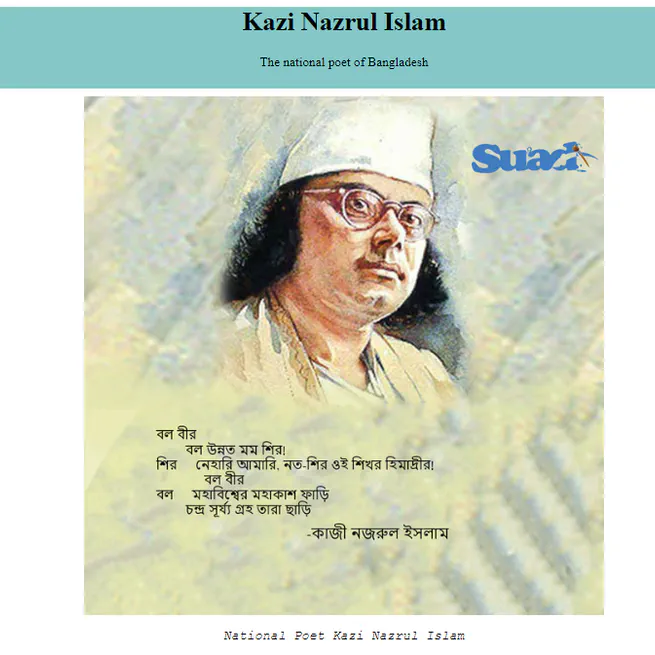 Kazi Nazrul Islam
The national poet of Bangladesh
Suad
বল বীর
বল উন্নত মম শির!
শির নেহারি আমারি, নত-শির ওই শিখর হিমাদ্রীর!
বল বীর
বল মহাবিশ্বের মহাকাশ ফাড়ি
চন্দ্র সূর্য্য গ্রহ তারা ছাড়ি
-কাজী নজরুল ইসলাম
National Poet Kazi Nazrul Islam